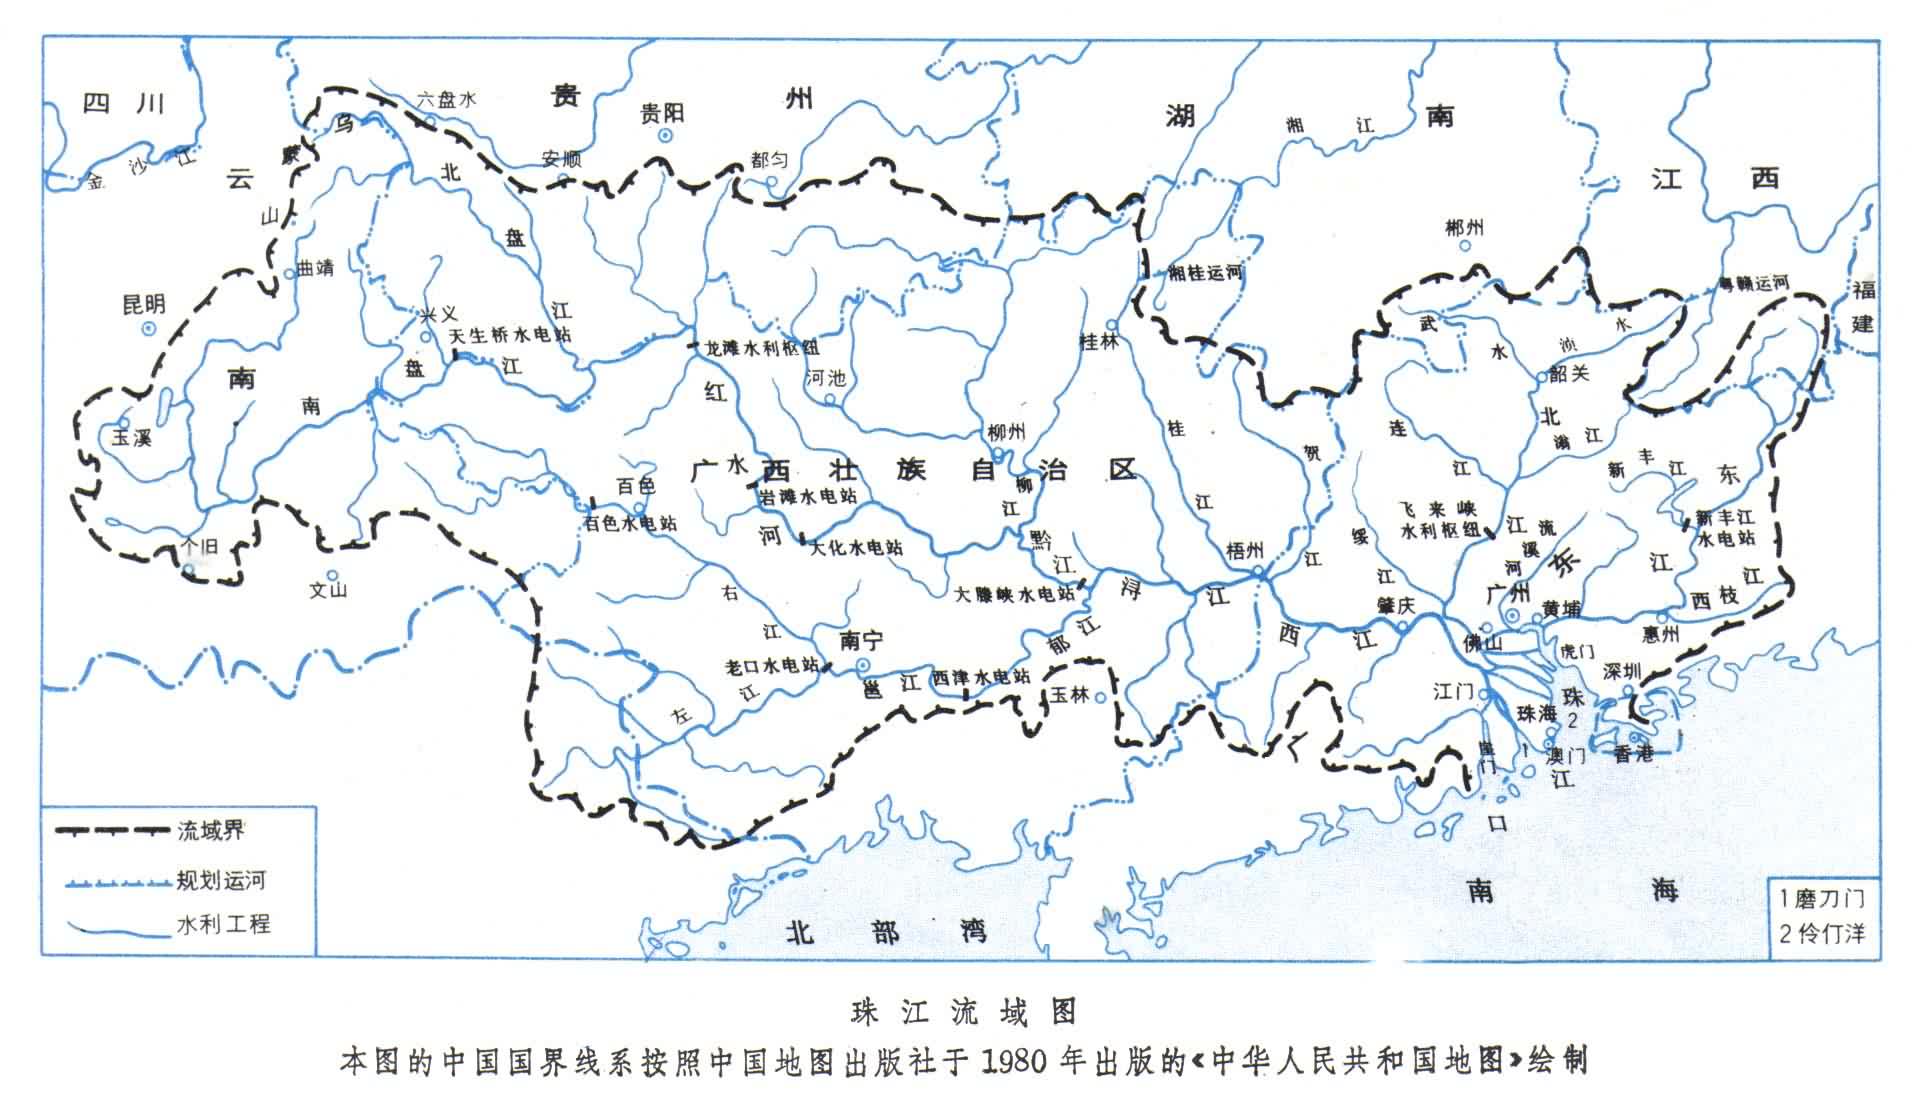 四川
金沙江
云南
贵州
湖南
江西
福建
广东
广西壮族自治区
乌蒙山
六盘水
贵阳
安顺
都匀
湘江
郴州
昆明
曲靖
北盘江
兴义
天生桥水电站
南盘江
龙滩水利枢纽
湘桂运河
粤赣运河
武水
浈水
韶关
桂林
河池
玉溪
红水河
柳州
柳江
桂江
贺江
连江
北江
滃江
新丰江
东江
百色
百色水电站
岩滩水电站
大化水电站
飞来峡
水利枢纽
新丰江
水电站
流溪河
绥江
个旧
文山
黔江
大滕峡水电站
浔江
梧州
西江
肇庆
广州
黄埔
西枝江
惠州
佛山
虎门
深圳
右江
南宁
老口水电站
邕江
西津水电站
郁江
玉林
左江
江门
珠海
澳门
香港
崖门
珠江口
1
2
北部湾
南海
流域界
规划运河
水利工程
1磨刀门
2伶仃洋
珠江流域图
本图的中国国界线系按照中国地图出版社于1980年出版的《中华人民共和国地图》绘制